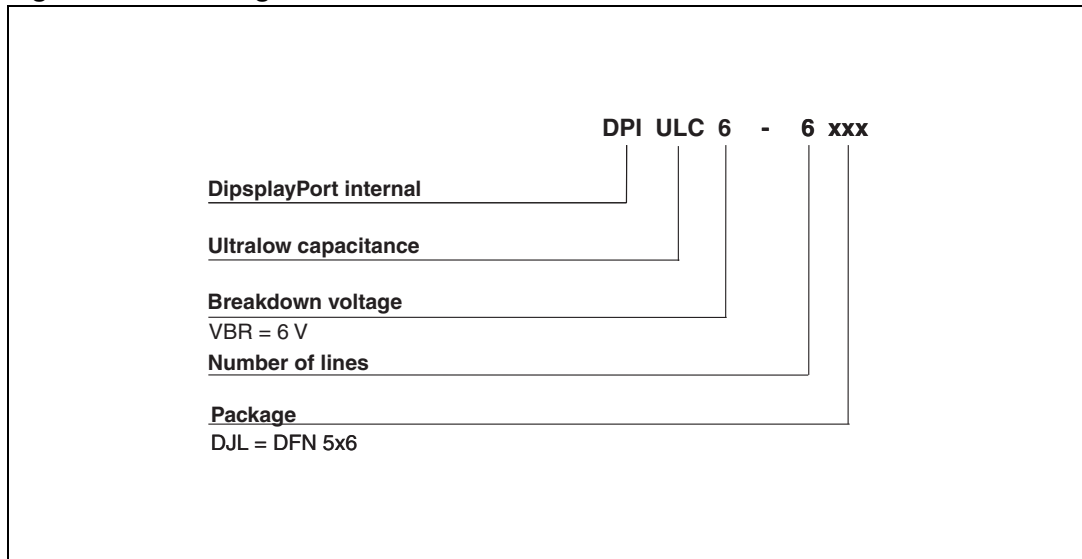 DPI ULC 6 - 6 xxx
DipsplayPort internal
Ultralow capacitance
Breakdown voltage
VBR = 6 V
Number of lines
Package
DJL = DFN 5x6